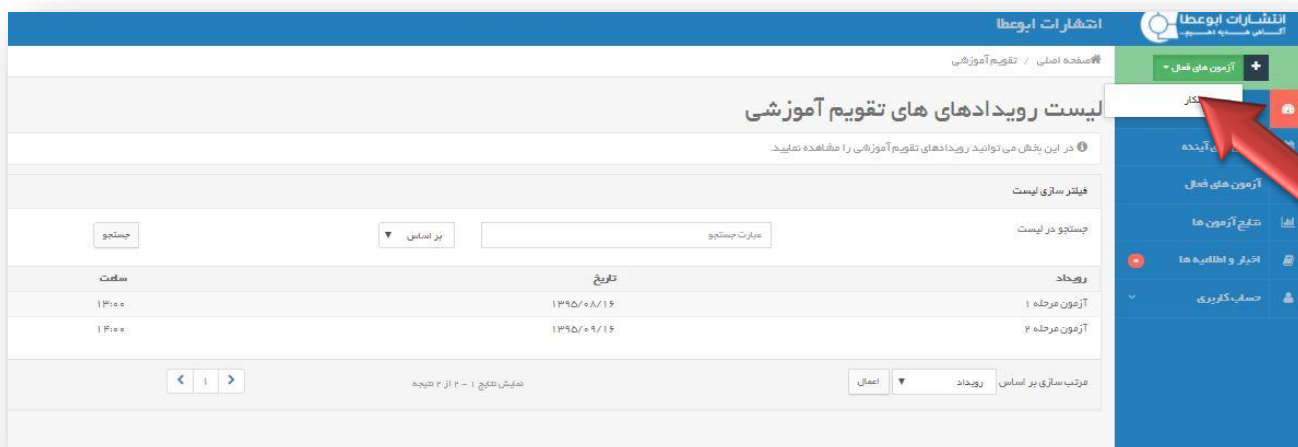 انتشـارات ابوعطا
انتشارات ابوعطا
آزمون های فعال
صفحه اصلی / تقویم آموزشی
لیست رویدادهای های تقویم آموزشی
در این بخش می توانید رویدادهای تقویم آموزشی را مشاهده نمایید.
آینده
فیلتر سازی لیست
آزمون های فعال
جستجو در لیست
عبارت جستجو
بر اساس
جستجو
نتایج آزمون ها
اخبار و اطلاعیه ها
حساب کاربری
رویداد تاریخ ساعت
آزمون مرحله ۱ ۱۳۹۵/۰۸/۱۶ ۱۳:۰۰
آزمون مرحله ۲ ۱۳۹۵/۰۹/۱۶ ۱۴:۰۰
مرتب سازی بر اساس رویداد اعمال
نمایش نتایج ۱ - ۲ از ۲ نتیجه
۱